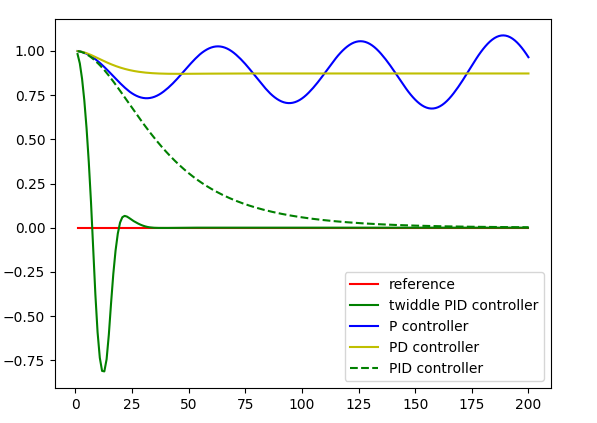 1.00
0.75
0.50
0.25
0.00
−0.25
−0.50
−0.75
reference
twiddle PID controller
P controller
PD controller
PID controller
0 25 50 75 100 125 150 175 200